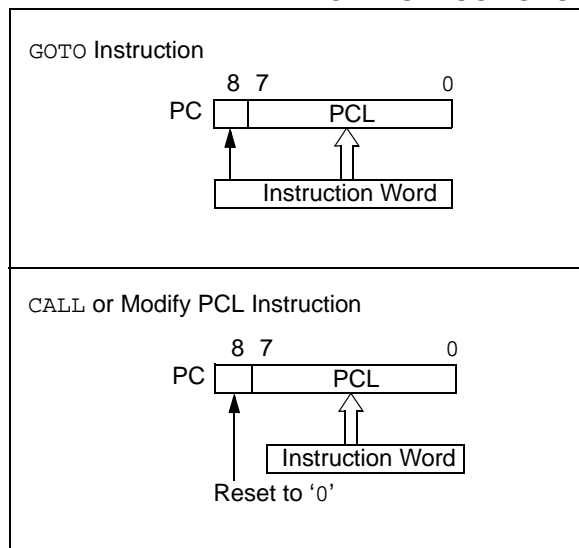 GOTO Instruction
8 7 0
PC PCL
Instruction Word
CALL or Modify PCL Instruction
8 7 0
PC PCL
Instruction Word
Reset to ‘0’